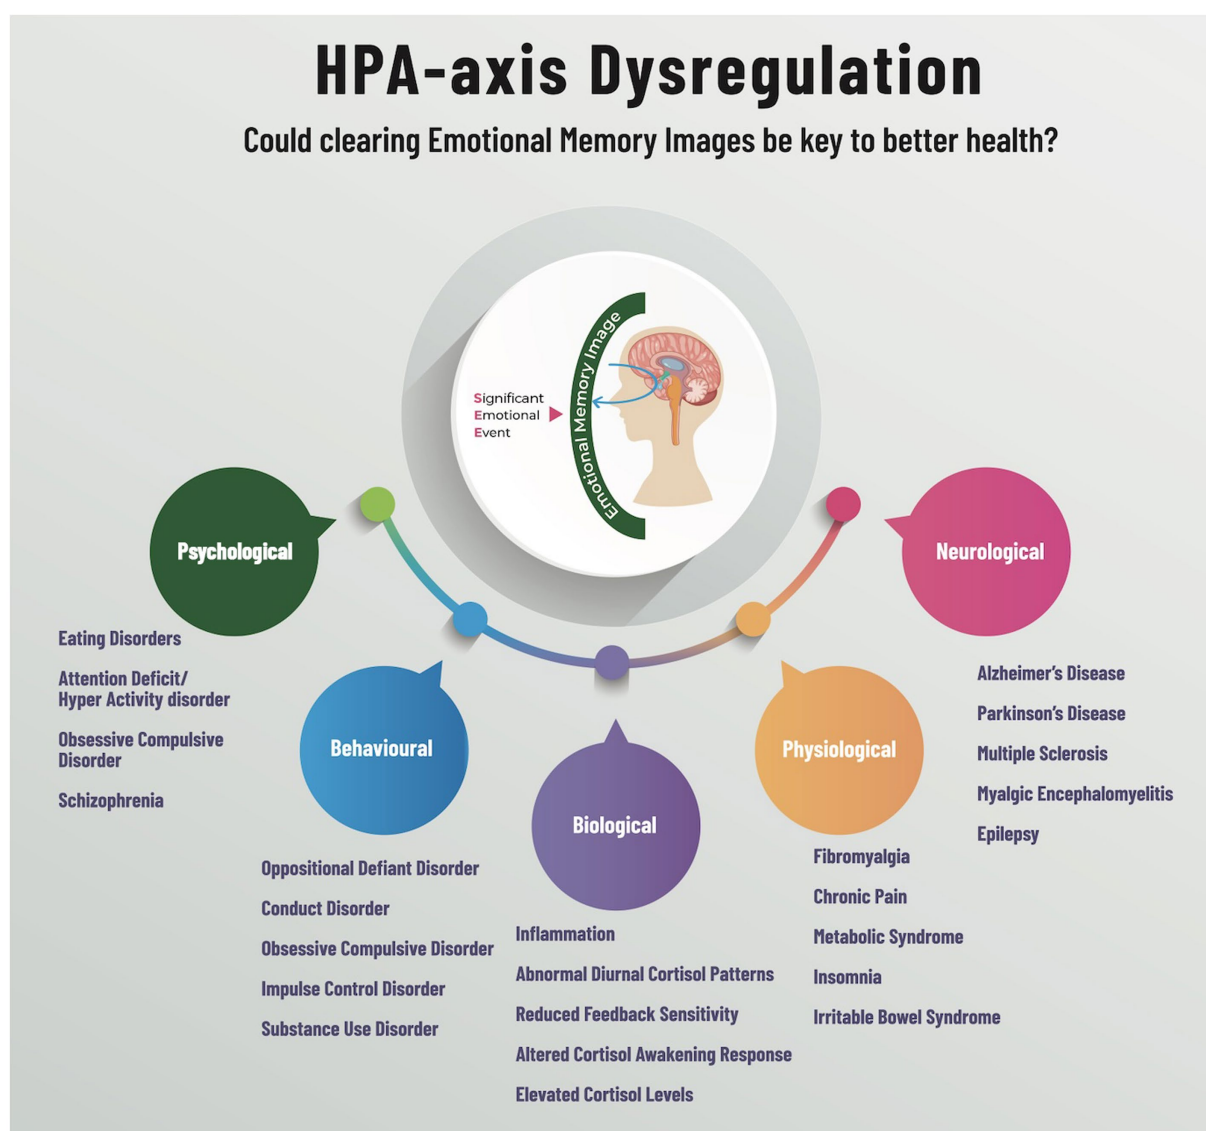 HPA-axis Dysregulation
Could clearing Emotional Memory Images be key to better health?
Significant
Emotional
Event
Emotional Memory Image
Psychological
Eating Disorders
Attention Deficit/
Hyper Activity disorder
Obsessive Compulsive
Disorder
Schizophrenia
Behavioural
Oppositional Defiant Disorder
Conduct Disorder
Obsessive Compulsive Disorder
Impulse Control Disorder
Substance Use Disorder
Biological
Inflammation
Abnormal Diurnal Cortisol Patterns
Reduced Feedback Sensitivity
Altered Cortisol Awakening Response
Elevated Cortisol Levels
Physiological
Fibromyalgia
Chronic Pain
Metabolic Syndrome
Insomnia
Irritable Bowel Syndrome
Neurological
Alzheimer’s Disease
Parkinson’s Disease
Multiple Sclerosis
Myalgic Encephalomyelitis
Epilepsy